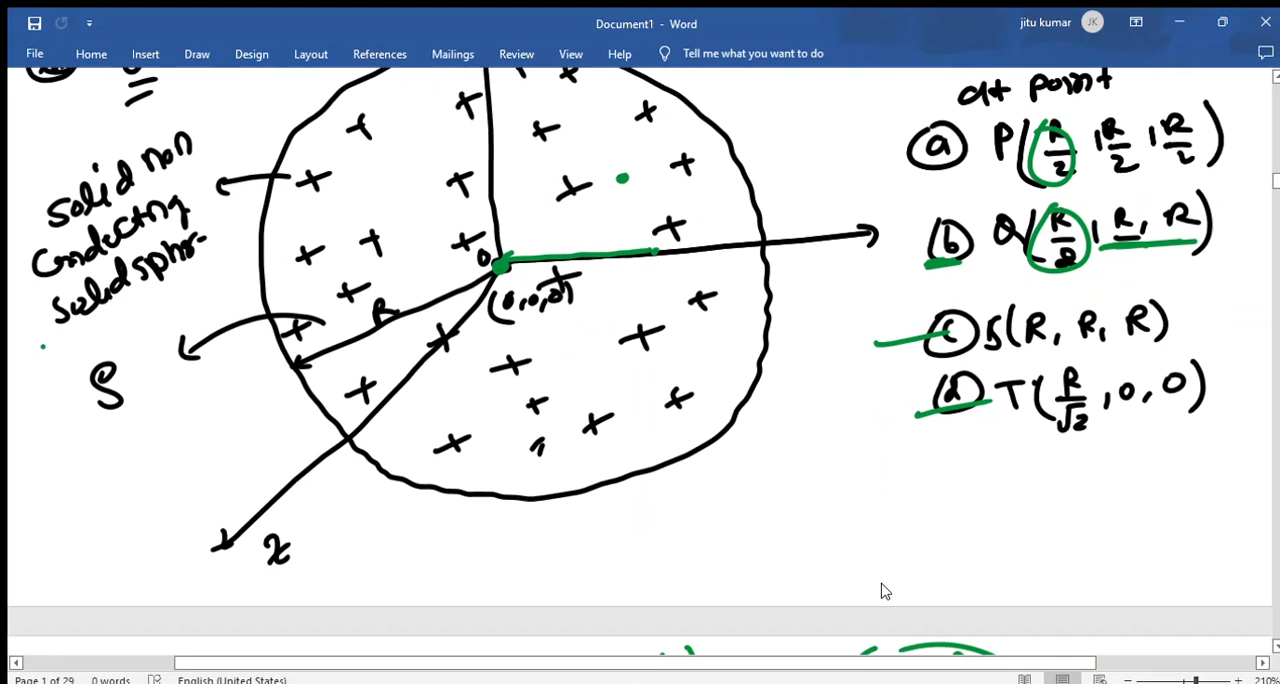 Document1 - Word
jitu kumar
JK
File Home Insert Draw Design Layout References Mailings Review View Help Tell me what you want to do
at point
(a) P(R/2, R/2, R/2)
solid non
conducting
(b) Q(R/2, R, R)
O
(0,0,0)
R
(c) S(R, R, R)
ρ
(d) T(R/√2, 0, 0)
x
Page 1 of 29 0 words English (United States) 210%